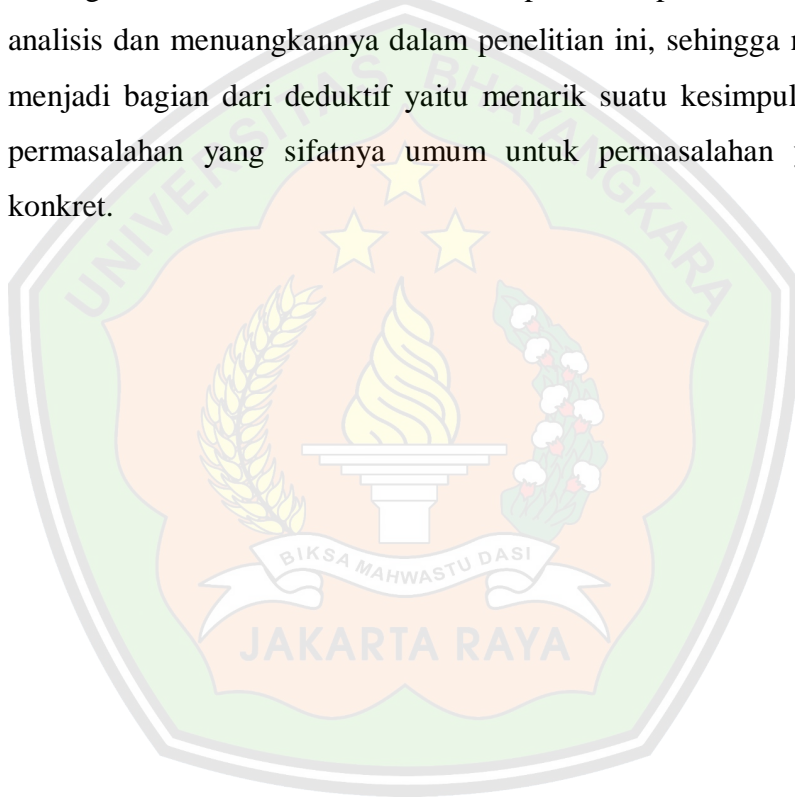 analisis dan menuangkannya dalam penelitian ini, sehingga
menjadi bagian dari deduktif yaitu menarik suatu
permasalahan yang sifatnya umum untuk permasalahan
konkret.
UNIVERSITAS BHAYANGKARA
BIKSA MAHWASTU DASI
JAKARTA RAYA